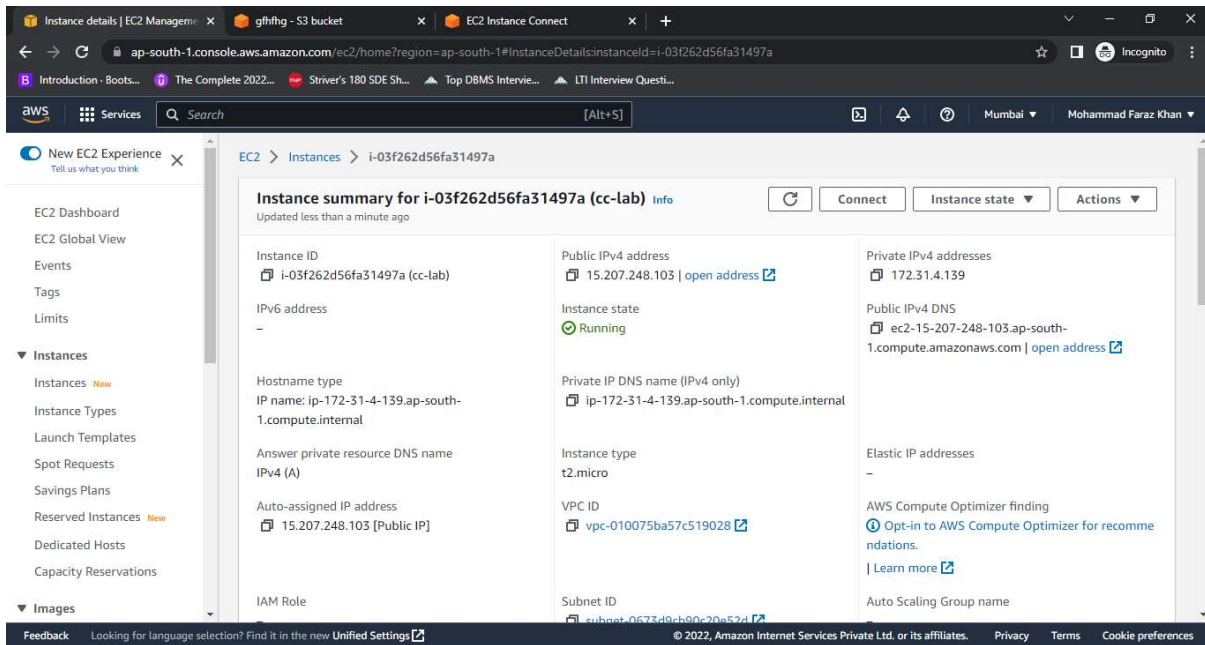 Instance details | EC2 Manageme
gfhfhg - S3 bucket
EC2 Instance Connect
ap-south-1.console.aws.amazon.com/ec2/home?region=ap-south-1#InstanceDetails:instanceId=i-03f262d56fa31497a
Incognito
Introduction · Boots...
The Complete 2022...
Striver's 180 SDE Sh...
Top DBMS Intervie...
LTI Interview Questi...
aws
Services
Search
[Alt+S]
Mumbai
Mohammad Faraz Khan
New EC2 Experience
Tell us what you think
EC2 Dashboard
EC2 Global View
Events
Tags
Limits
Instances
Instances New
Instance Types
Launch Templates
Spot Requests
Savings Plans
Reserved Instances New
Dedicated Hosts
Capacity Reservations
Images
EC2 > Instances > i-03f262d56fa31497a
Instance summary for i-03f262d56fa31497a (cc-lab) Info
Updated less than a minute ago
Connect
Instance state
Actions
Instance ID
i-03f262d56fa31497a (cc-lab)
Public IPv4 address
15.207.248.103 | open address
Private IPv4 addresses
172.31.4.139
IPv6 address
–
Instance state
Running
Public IPv4 DNS
ec2-15-207-248-103.ap-south-
1.compute.amazonaws.com | open address
Hostname type
IP name: ip-172-31-4-139.ap-south-
1.compute.internal
Private IP DNS name (IPv4 only)
ip-172-31-4-139.ap-south-1.compute.internal
Answer private resource DNS name
IPv4 (A)
Instance type
t2.micro
Elastic IP addresses
–
Auto-assigned IP address
15.207.248.103 [Public IP]
VPC ID
vpc-010075ba57c519028
AWS Compute Optimizer finding
Opt-in to AWS Compute Optimizer for recomme
ndations.
| Learn more
IAM Role
–
Subnet ID
subnet-0673d9cb90c20e52d
Auto Scaling Group name
–
Feedback
Looking for language selection? Find it in the new Unified Settings
© 2022, Amazon Internet Services Private Ltd. or its affiliates.
Privacy
Terms
Cookie preferences